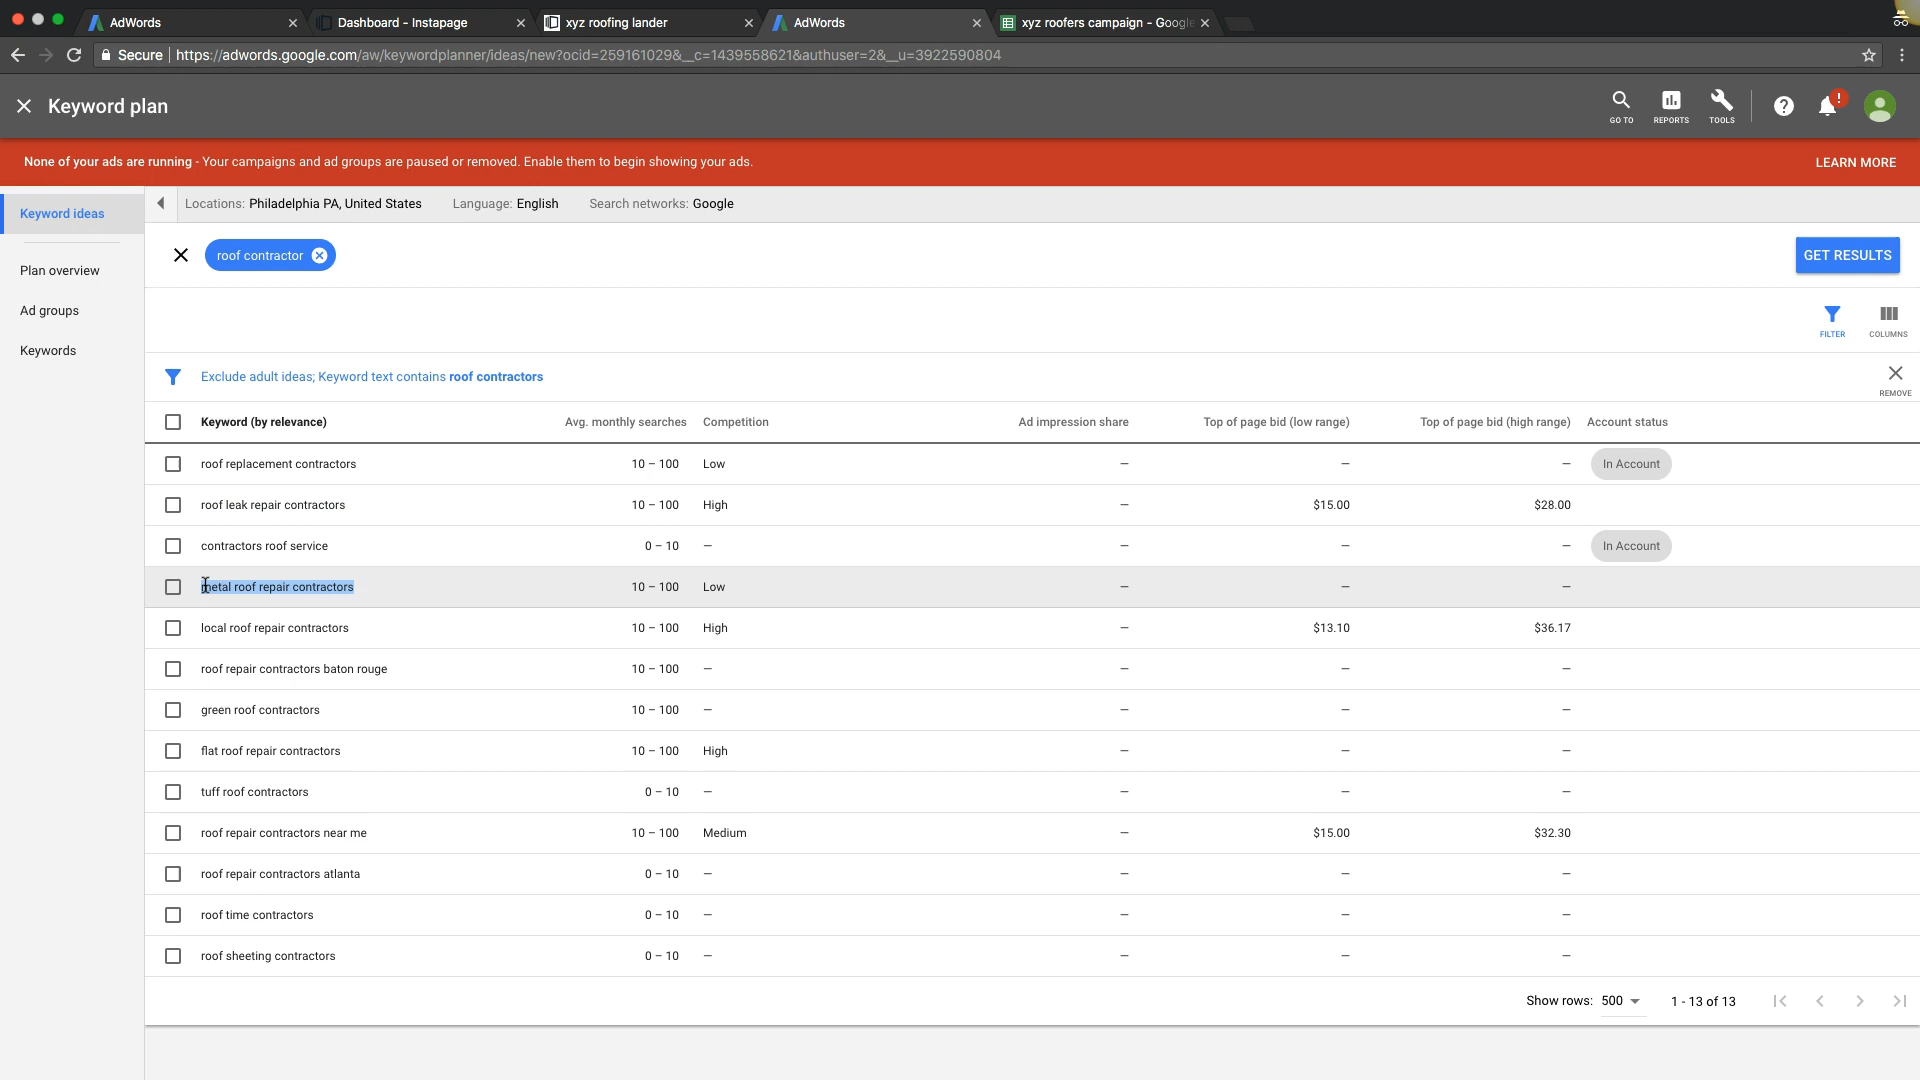 AdWords
Dashboard - Instapage
xyz roofing lander
AdWords
xyz roofers campaign - Google
Secure
https://adwords.google.com/aw/keywordplanner/ideas/new?ocid=259161029&__c=1439558621&authuser=2&__u=3922590804
Keyword plan
GO TO
REPORTS
TOOLS
!
None of your ads are running - Your campaigns and ad groups are paused or removed. Enable them to begin showing your ads.
LEARN MORE
Keyword ideas
Plan overview
Ad groups
Keywords
Locations: Philadelphia PA, United States
Language: English
Search networks: Google
roof contractor
GET RESULTS
FILTER
COLUMNS
Exclude adult ideas; Keyword text contains roof contractors
REMOVE
Keyword (by relevance) Avg. monthly searches Competition Ad impression share Top of page bid (low range) Top of page bid (high range) Account status
roof replacement contractors 10 – 100 Low – – – In Account
roof leak repair contractors 10 – 100 High – $15.00 $28.00
contractors roof service 0 – 10 – – – – In Account
metal roof repair contractors 10 – 100 Low – – –
local roof repair contractors 10 – 100 High – $13.10 $36.17
roof repair contractors baton rouge 10 – 100 – – – –
green roof contractors 10 – 100 – – – –
flat roof repair contractors 10 – 100 High – – –
tuff roof contractors 0 – 10 – – – –
roof repair contractors near me 10 – 100 Medium – $15.00 $32.30
roof repair contractors atlanta 0 – 10 – – – –
roof time contractors 0 – 10 – – – –
roof sheeting contractors 0 – 10 – – – –
Show rows: 500
1 - 13 of 13